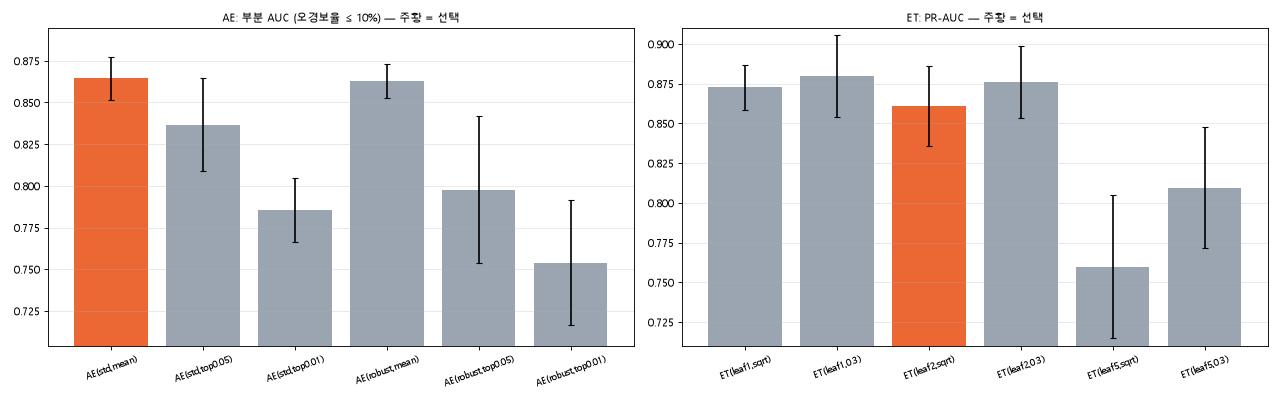 AE: 부분 AUC (오경보율 ≤ 10%) — 주황 = 선택
0.875
0.850
0.825
0.800
0.775
0.750
0.725
AE(std,mean)
AE(std,top0.05)
AE(std,top0.01)
AE(robust,mean)
AE(robust,top0.05)
AE(robust,top0.01)
ET: PR-AUC — 주황 = 선택
0.900
0.875
0.850
0.825
0.800
0.775
0.750
0.725
ET(leaf1,sqrt)
ET(leaf1,0.3)
ET(leaf2,sqrt)
ET(leaf2,0.3)
ET(leaf5,sqrt)
ET(leaf5,0.3)